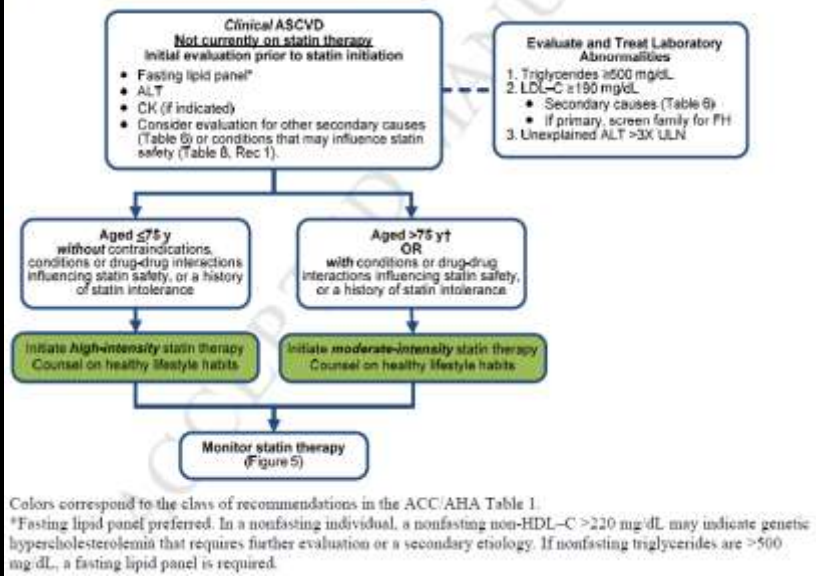 Clinical ASCVD
Not currently on statin therapy
Initial evaluation prior to statin initiation
• Fasting lipid panel*
• ALT
• CK (if indicated)
• Consider evaluation for other secondary causes
(Table 6) or conditions that may influence statin
safety (Table 8, Rec 1).
Evaluate and Treat Laboratory
Abnormalities
1. Triglycerides ≥500 mg/dL
2. LDL–C ≥190 mg/dL
• Secondary causes (Table 6)
• If primary, screen family for FH
3. Unexplained ALT >3X ULN
Aged ≤75 y
without contraindications,
conditions or drug-drug interactions
influencing statin safety, or a history
of statin intolerance
Aged >75 y†
OR
with conditions or drug-drug
interactions influencing statin safety,
or a history of statin intolerance
Initiate high-intensity statin therapy
Counsel on healthy lifestyle habits
Initiate moderate-intensity statin therapy
Counsel on healthy lifestyle habits
Monitor statin therapy
(Figure 5)
Colors correspond to the class of recommendations in the ACC/AHA Table 1.
*Fasting lipid panel preferred. In a nonfasting individual, a nonfasting non-HDL–C >220 mg/dL may indicate genetic
hypercholesterolemia that requires further evaluation or a secondary etiology. If nonfasting triglycerides are >500
mg/dL, a fasting lipid panel is required.